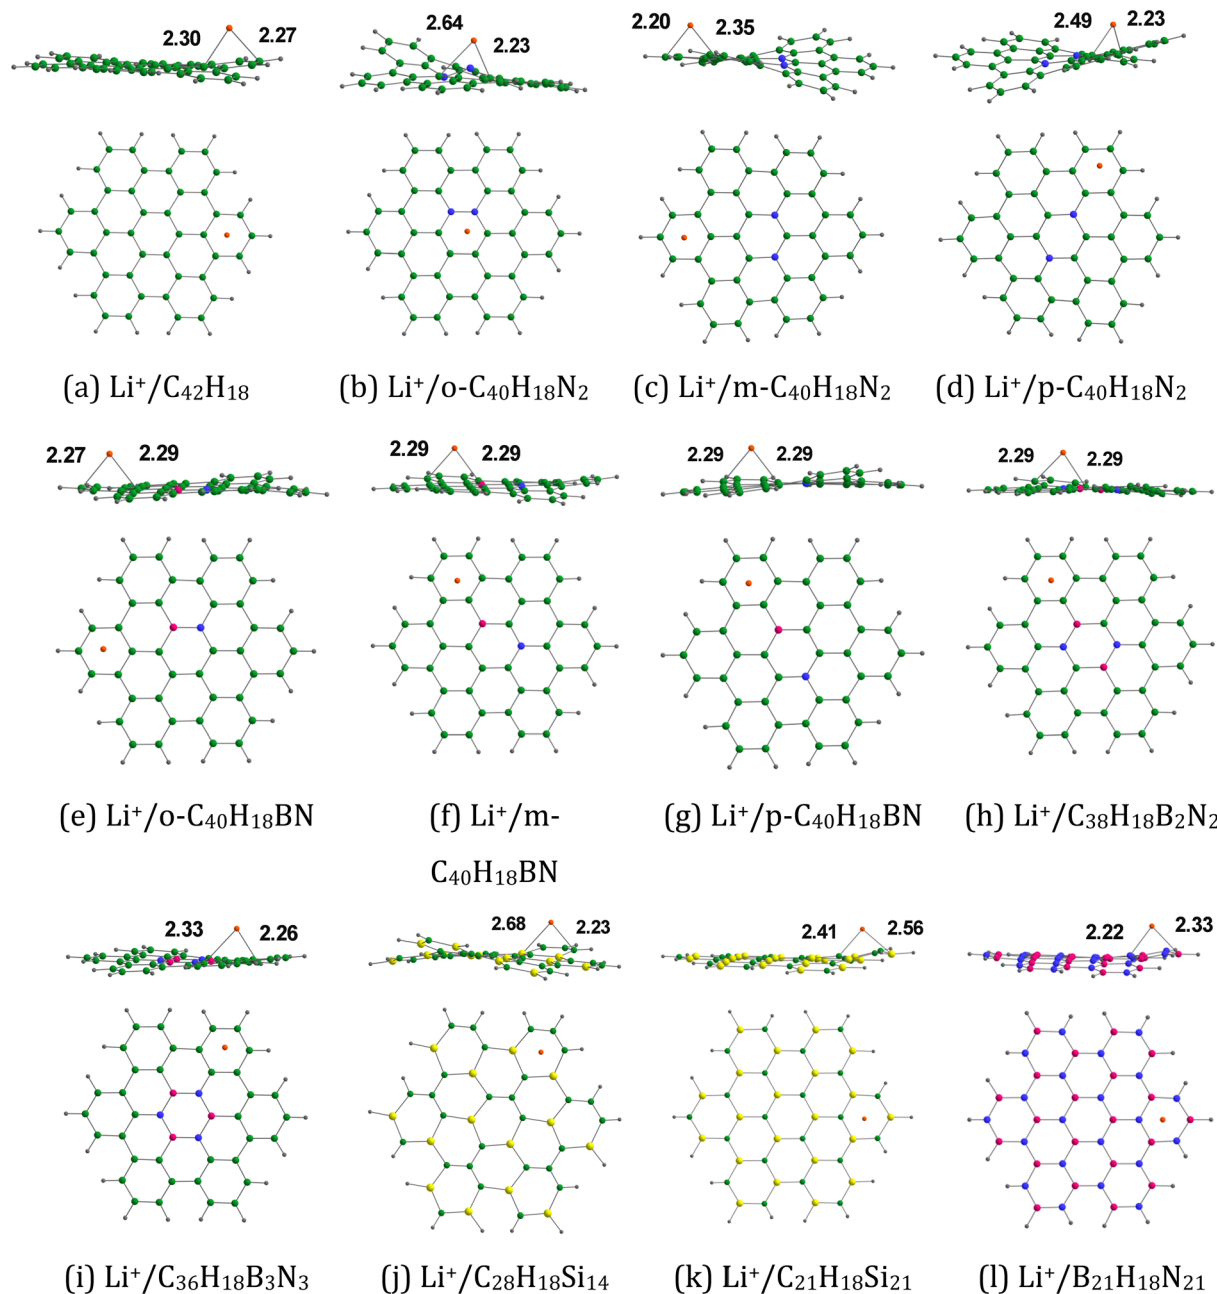 2.30 2.27 2.64 2.23 2.20 2.35 2.49 2.23
(a) Li⁺/C₄₂H₁₈ (b) Li⁺/o-C₄₀H₁₈N₂ (c) Li⁺/m-C₄₀H₁₈N₂ (d) Li⁺/p-C₄₀H₁₈N₂
2.27 2.29 2.29 2.29 2.29 2.29 2.29 2.29
(e) Li⁺/o-C₄₀H₁₈BN (f) Li⁺/m- (g) Li⁺/p-C₄₀H₁₈BN (h) Li⁺/C₃₈H₁₈B₂N₂
C₄₀H₁₈BN
2.33 2.26 2.68 2.23 2.41 2.56 2.22 2.33
(i) Li⁺/C₃₆H₁₈B₃N₃ (j) Li⁺/C₂₈H₁₈Si₁₄ (k) Li⁺/C₂₁H₁₈Si₂₁ (l) Li⁺/B₂₁H₁₈N₂₁